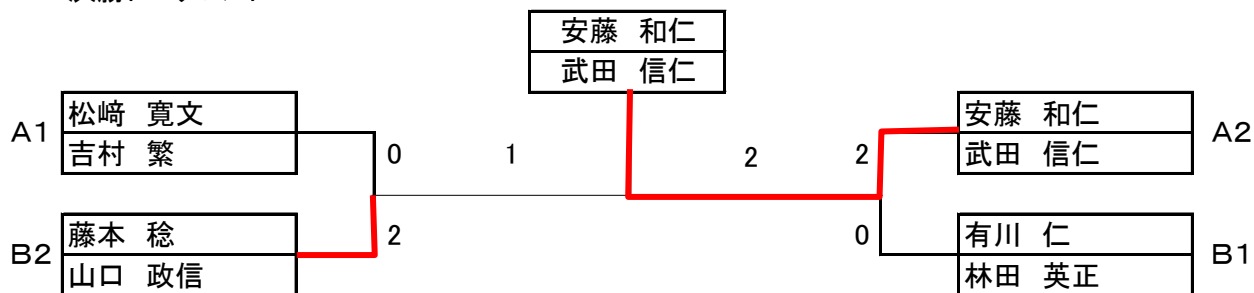 安藤 和仁
武田 信仁
A1
松﨑 寛文
吉村 繁
0
1
2
2
安藤 和仁
武田 信仁
A2
B2
藤本 稔
山口 政信
2
0
有川 仁
林田 英正
B1